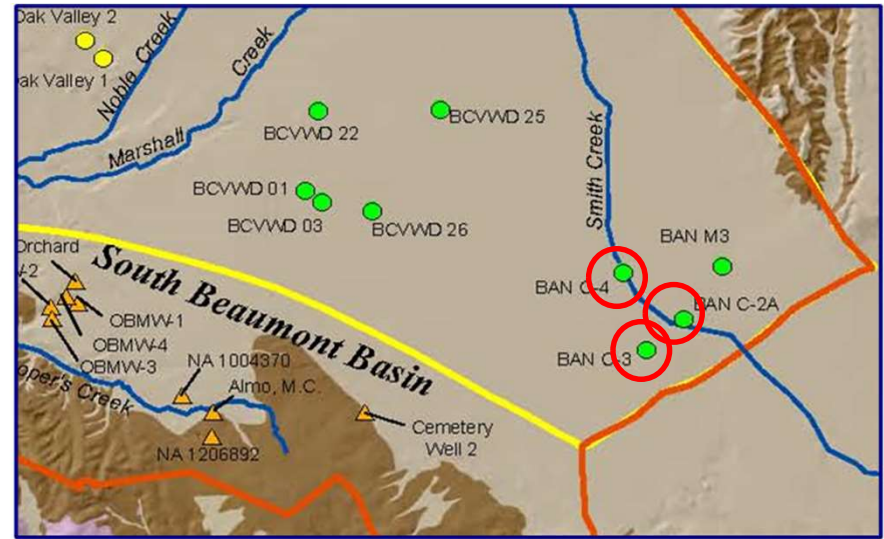 Oak Valley 2
Oak Valley 1
Noble Creek
Marshall Creek
BCVWD 22
BCVWD 25
Smith Creek
BCVWD 01
BCVWD 03
BCVWD 26
BAN M3
BAN C-4
BAN C-2A
BAN C-3
South Beaumont Basin
Orchard
-2
OBMW-1
OBMW-4
OBMW-3
NA 1004370
Almo, M.C.
oper's Creek
NA 1206892
Cemetery
Well 2